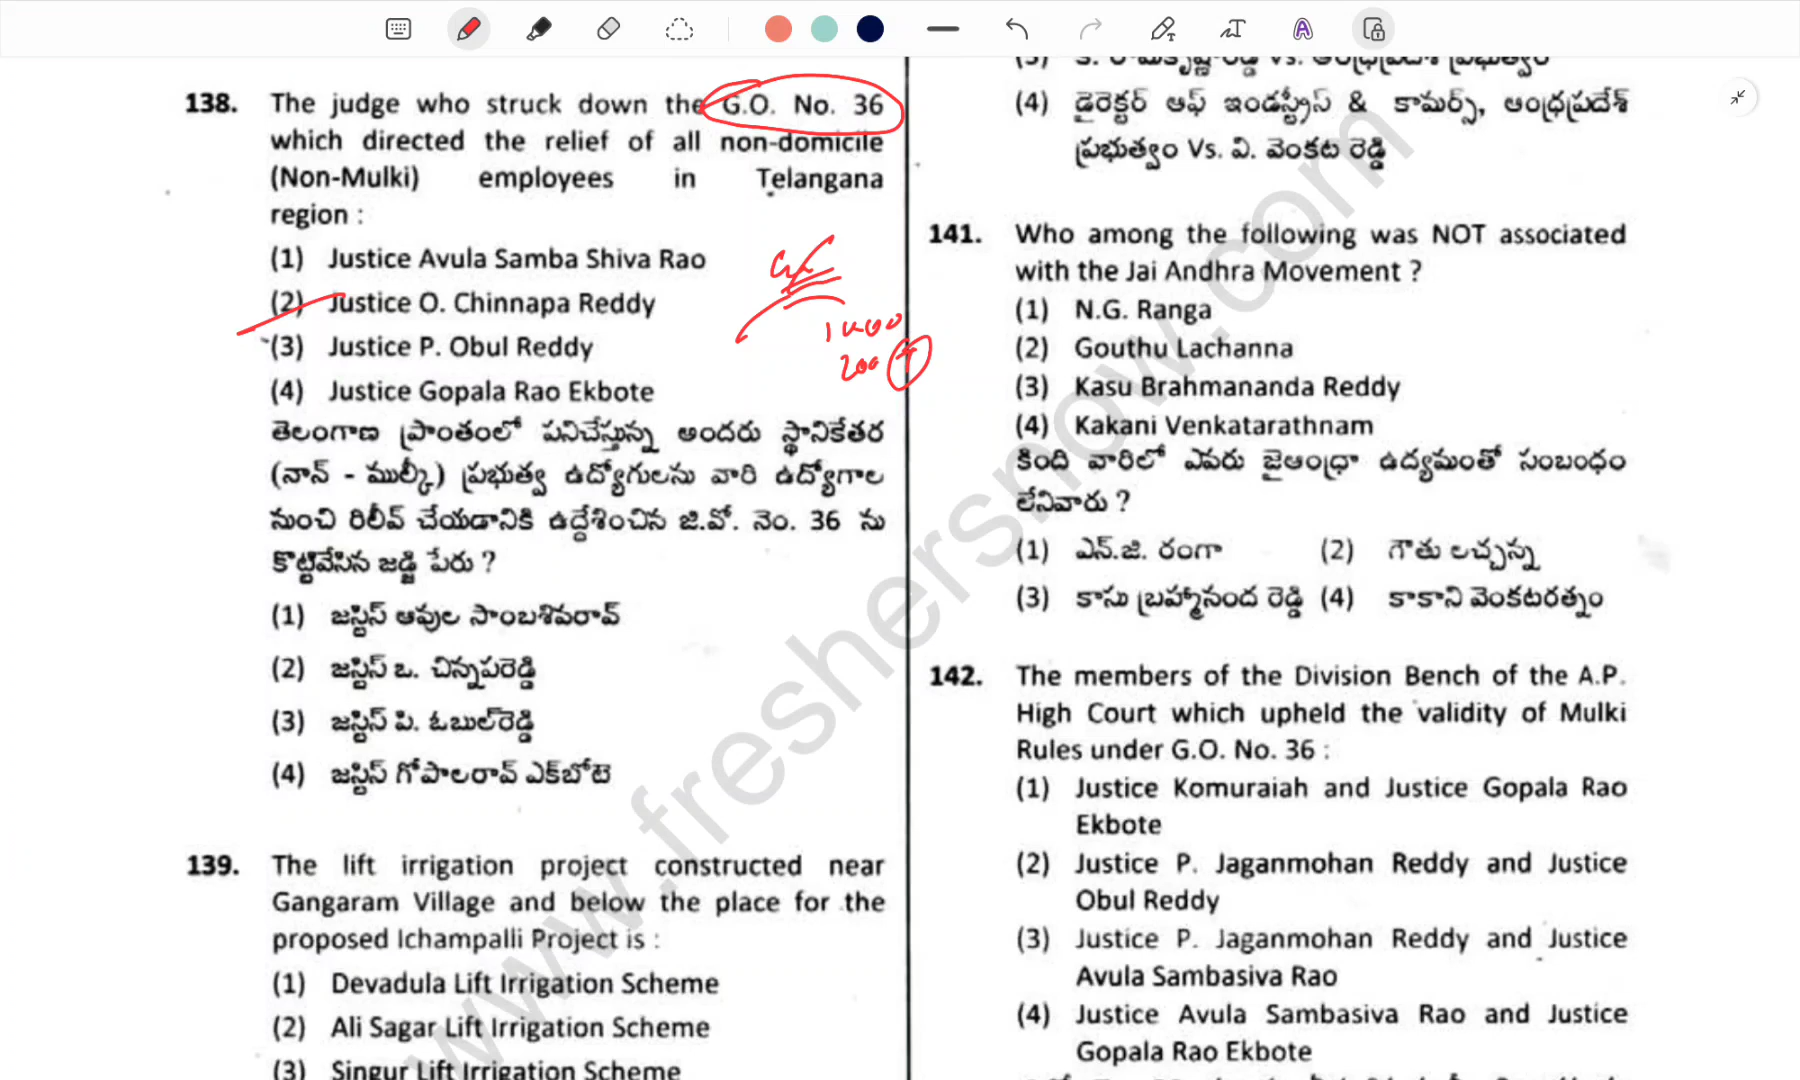 138. The judge who struck down the G.O. No. 36
which directed the relief of all non-domicile
(Non-Mulki) employees in Telangana
region :
(1) Justice Avula Samba Shiva Rao
(2) Justice O. Chinnapa Reddy
(3) Justice P. Obul Reddy
(4) Justice Gopala Rao Ekbote
తెలంగాణ ప్రాంతంలో పనిచేస్తున్న అందరు స్థానికేతర
(నాన్ - ముల్కీ) ప్రభుత్వ ఉద్యోగులను వారి ఉద్యోగాల
నుంచి రిలీవ్ చేయడానికి ఉద్దేశించిన జి.వో. నెం. 36 ను
కొట్టివేసిన జడ్జి పేరు ?
(1) జస్టిస్ ఆవుల సాంబశివరావ్
(2) జస్టిస్ ఒ. చిన్నపరెడ్డి
(3) జస్టిస్ పి. ఓబుల్‌రెడ్డి
(4) జస్టిస్ గోపాలరావ్ ఎక్‌బోటె
139. The lift irrigation project constructed near
Gangaram Village and below the place for the
proposed Ichampalli Project is :
(1) Devadula Lift Irrigation Scheme
(2) Ali Sagar Lift Irrigation Scheme
(3) Singur Lift Irrigation Scheme
(3) కె. రామకృష్ణారెడ్డి Vs. ఆంధ్రప్రదేశ్ ప్రభుత్వం
(4) డైరెక్టర్ ఆఫ్ ఇండస్ట్రీస్ & కామర్స్, ఆంధ్రప్రదేశ్
ప్రభుత్వం Vs. వి. వెంకట రెడ్డి
141. Who among the following was NOT associated
with the Jai Andhra Movement ?
(1) N.G. Ranga
(2) Gouthu Lachanna
(3) Kasu Brahmananda Reddy
(4) Kakani Venkatarathnam
కింది వారిలో ఎవరు జైఆంధ్రా ఉద్యమంతో సంబంధం
లేనివారు ?
(1) ఎన్.జి. రంగా (2) గౌతు లచ్చన్న
(3) కాసు బ్రహ్మానంద రెడ్డి (4) కాకాని వెంకటరత్నం
142. The members of the Division Bench of the A.P.
High Court which upheld the validity of Mulki
Rules under G.O. No. 36 :
(1) Justice Komuraiah and Justice Gopala Rao
Ekbote
(2) Justice P. Jaganmohan Reddy and Justice
Obul Reddy
(3) Justice P. Jaganmohan Reddy and Justice
Avula Sambasiva Rao
(4) Justice Avula Sambasiva Rao and Justice
Gopala Rao Ekbote
www.freshersnow.com